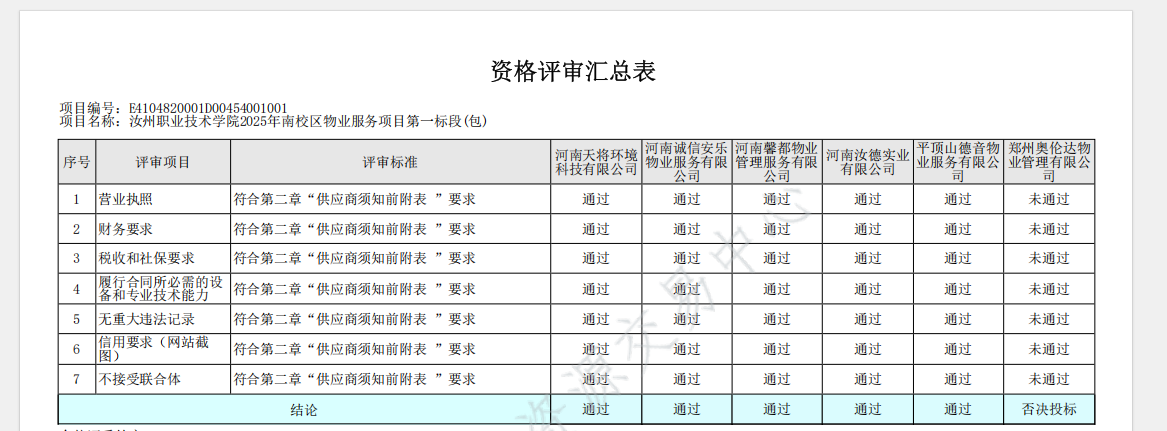 资格评审汇总表
项目编号：E4104820001D00454001001
项目名称：汝州职业技术学院2025年南校区物业服务项目第一标段(包)
序号 评审项目 评审标准 河南天将环境科技有限公司 河南诚信安乐物业服务有限公司 河南馨都物业管理服务有限公司 河南汝德实业有限公司 平顶山德音物业服务有限公司 郑州奥伦达物业管理有限公司
1 营业执照 符合第二章“供应商须知前附表 ”要求 通过 通过 通过 通过 通过 未通过
2 财务要求 符合第二章“供应商须知前附表 ”要求 通过 通过 通过 通过 通过 未通过
3 税收和社保要求 符合第二章“供应商须知前附表 ”要求 通过 通过 通过 通过 通过 未通过
4 履行合同所必需的设备和专业技术能力 符合第二章“供应商须知前附表 ”要求 通过 通过 通过 通过 通过 未通过
5 无重大违法记录 符合第二章“供应商须知前附表 ”要求 通过 通过 通过 通过 通过 未通过
6 信用要求（网站截图） 符合第二章“供应商须知前附表 ”要求 通过 通过 通过 通过 通过 未通过
7 不接受联合体 符合第二章“供应商须知前附表 ”要求 通过 通过 通过 通过 通过 未通过
结论 通过 通过 通过 通过 通过 否决投标
资源交易中心